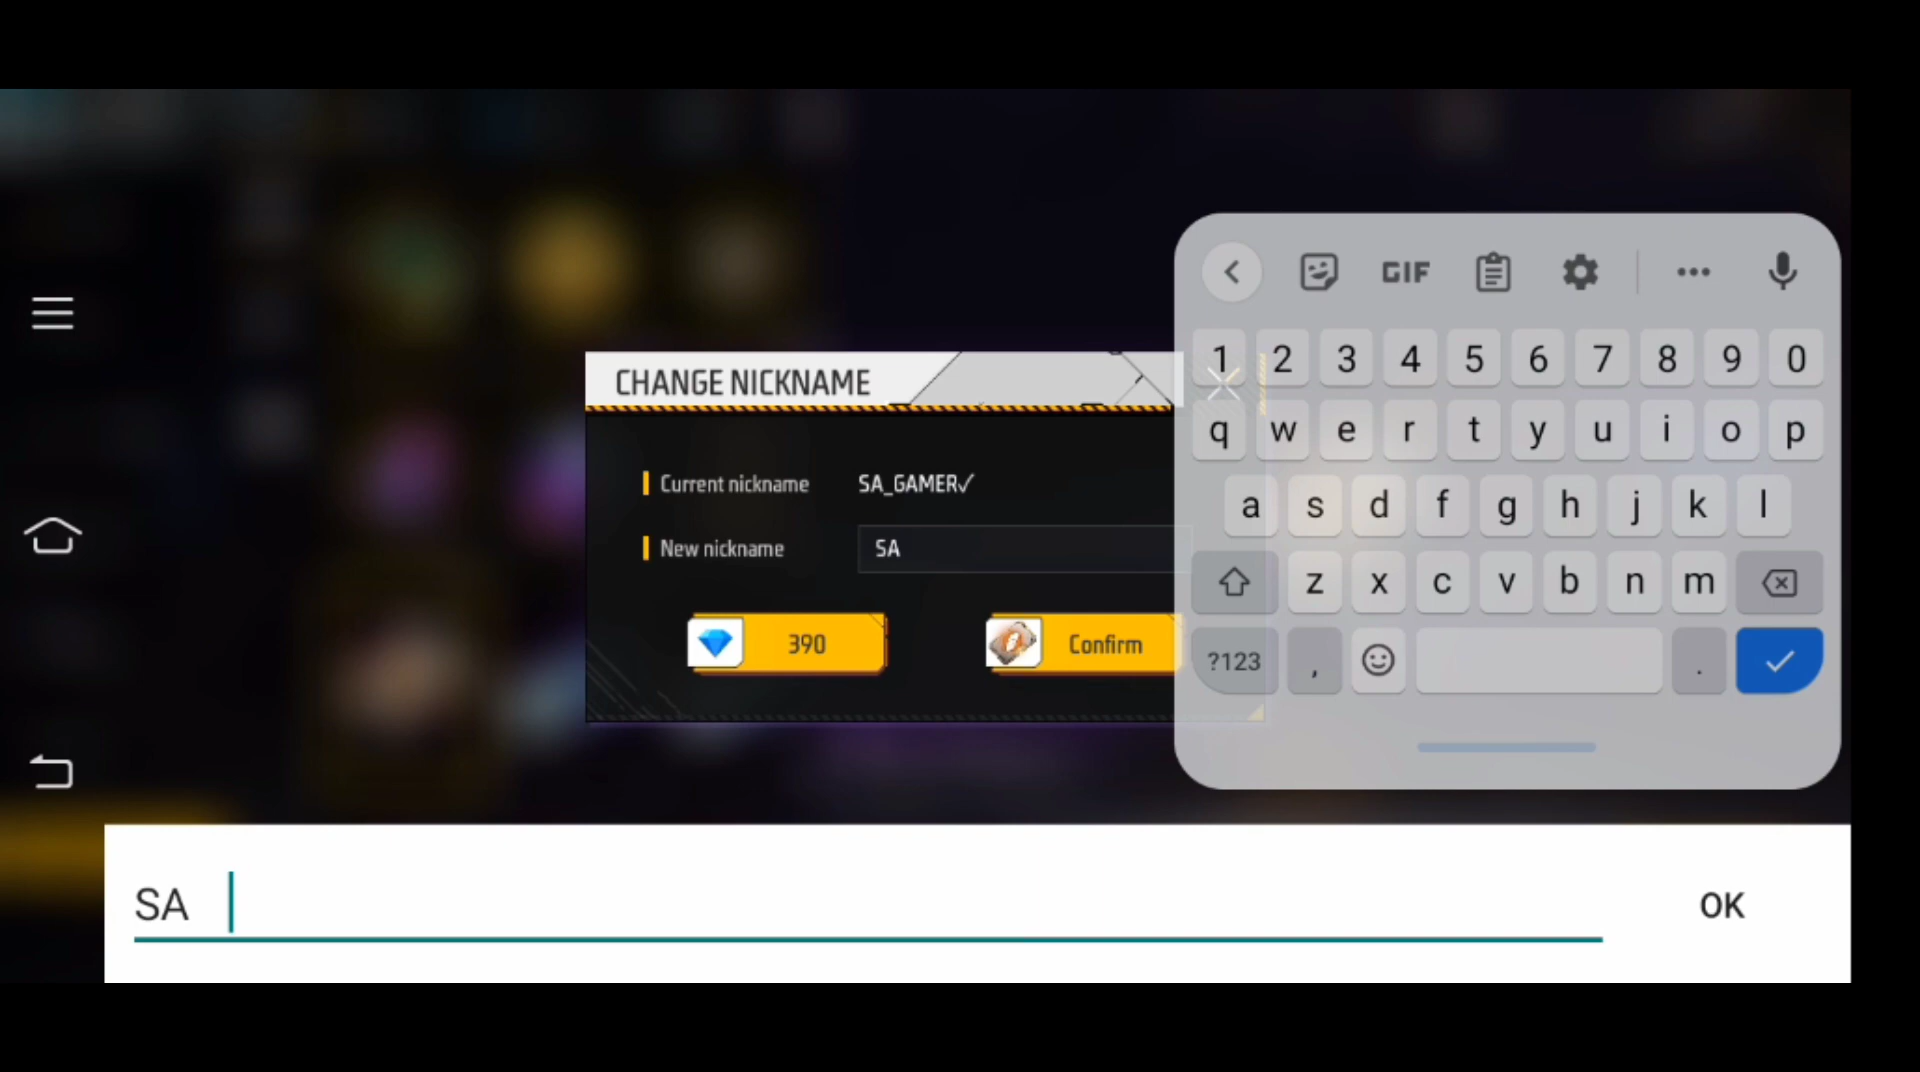 GIF
1 2 3 4 5 6 7 8 9 0
CHANGE NICKNAME
q w e r t y u i o p
Current nickname SA_GAMER✓
a s d f g h j k l
New nickname SA
z x c v b n m
390
Confirm
?123 , .
SA
OK